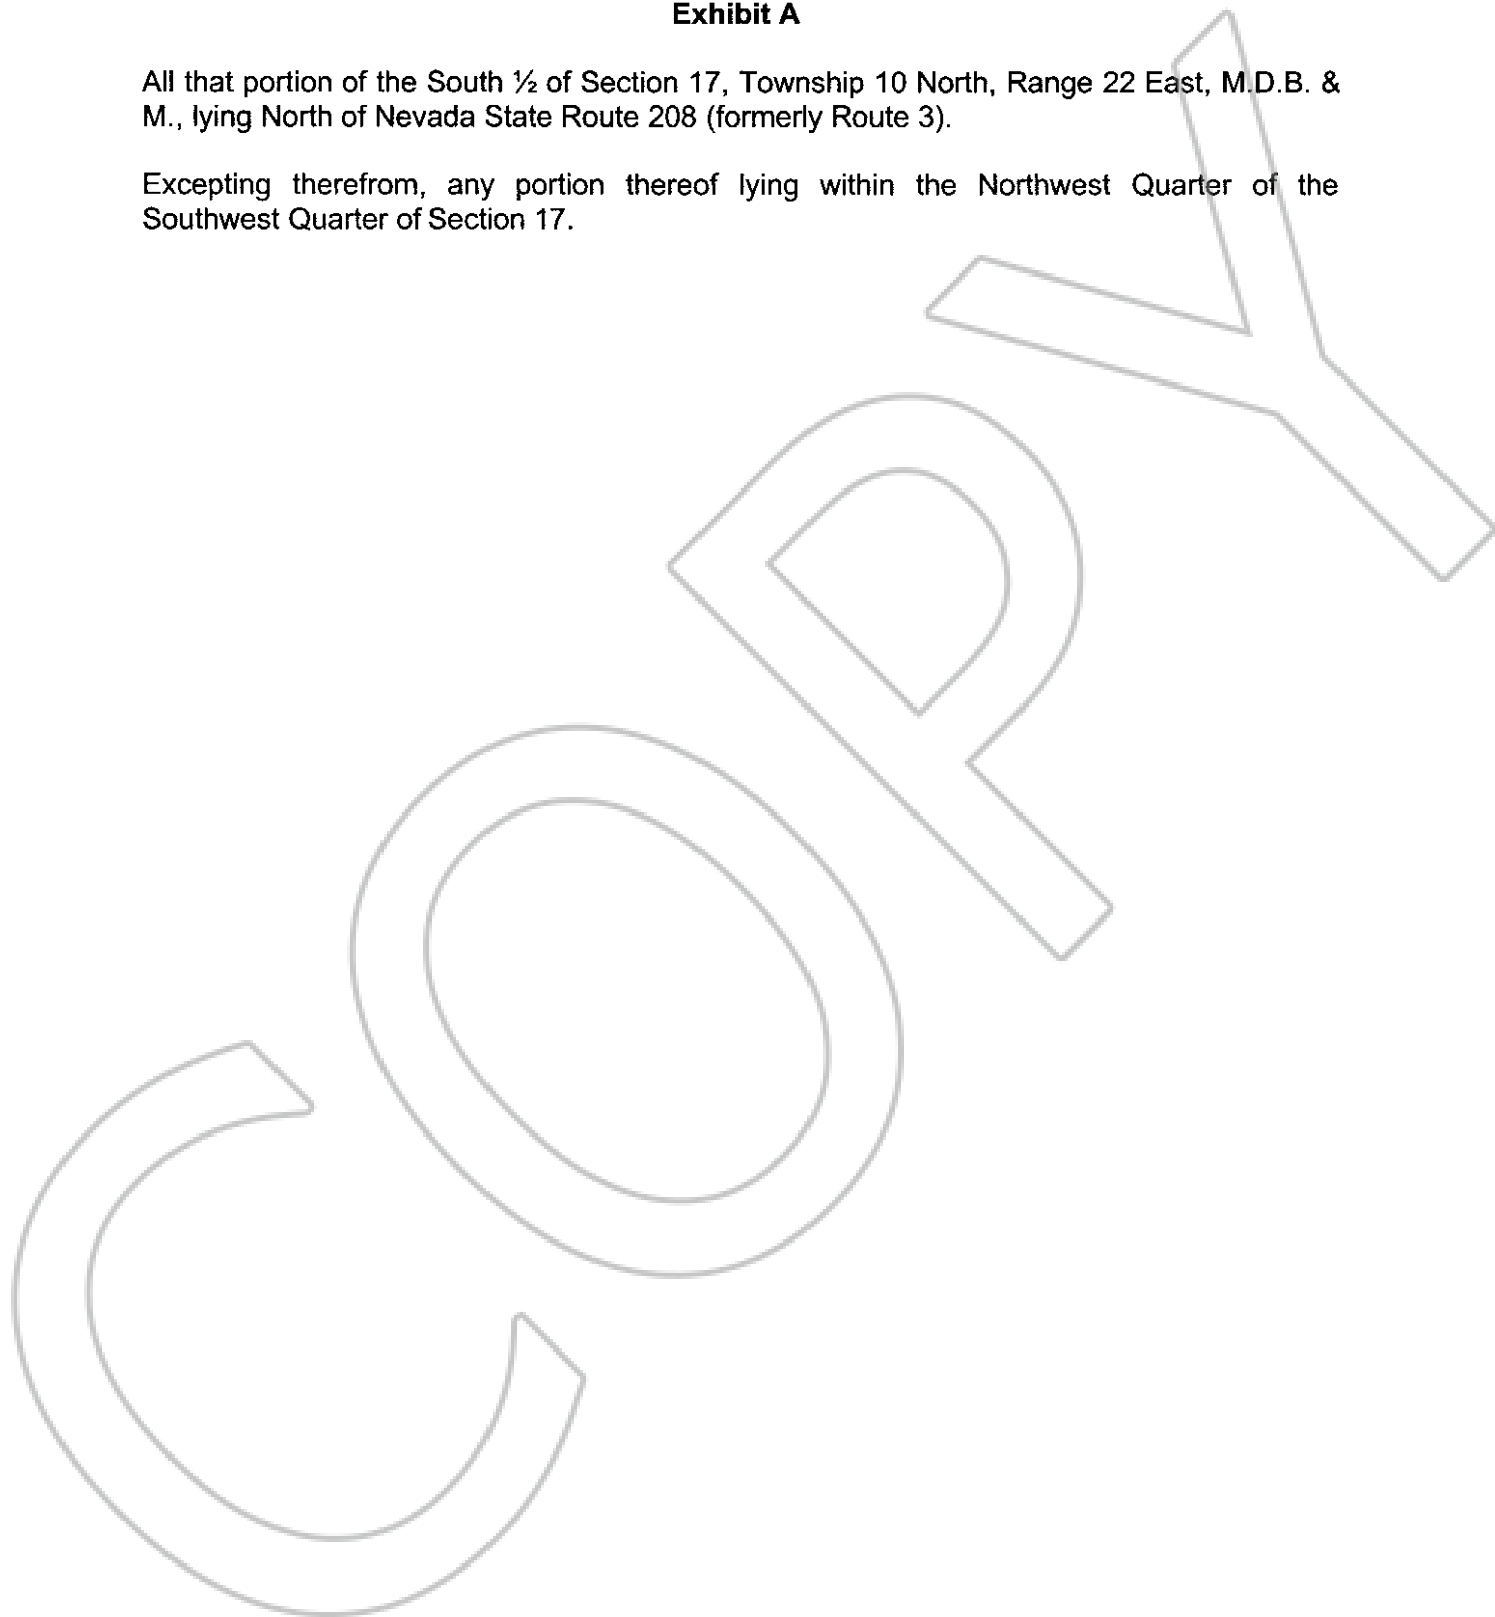 Exhibit A
All that portion of the South ½ of Section 17, Township 10 North, Range 22 East, M.D.B. &
M., lying North of Nevada State Route 208 (formerly Route 3).
Excepting therefrom, any portion thereof lying within the Northwest Quarter of the
Southwest Quarter of Section 17.
COPY